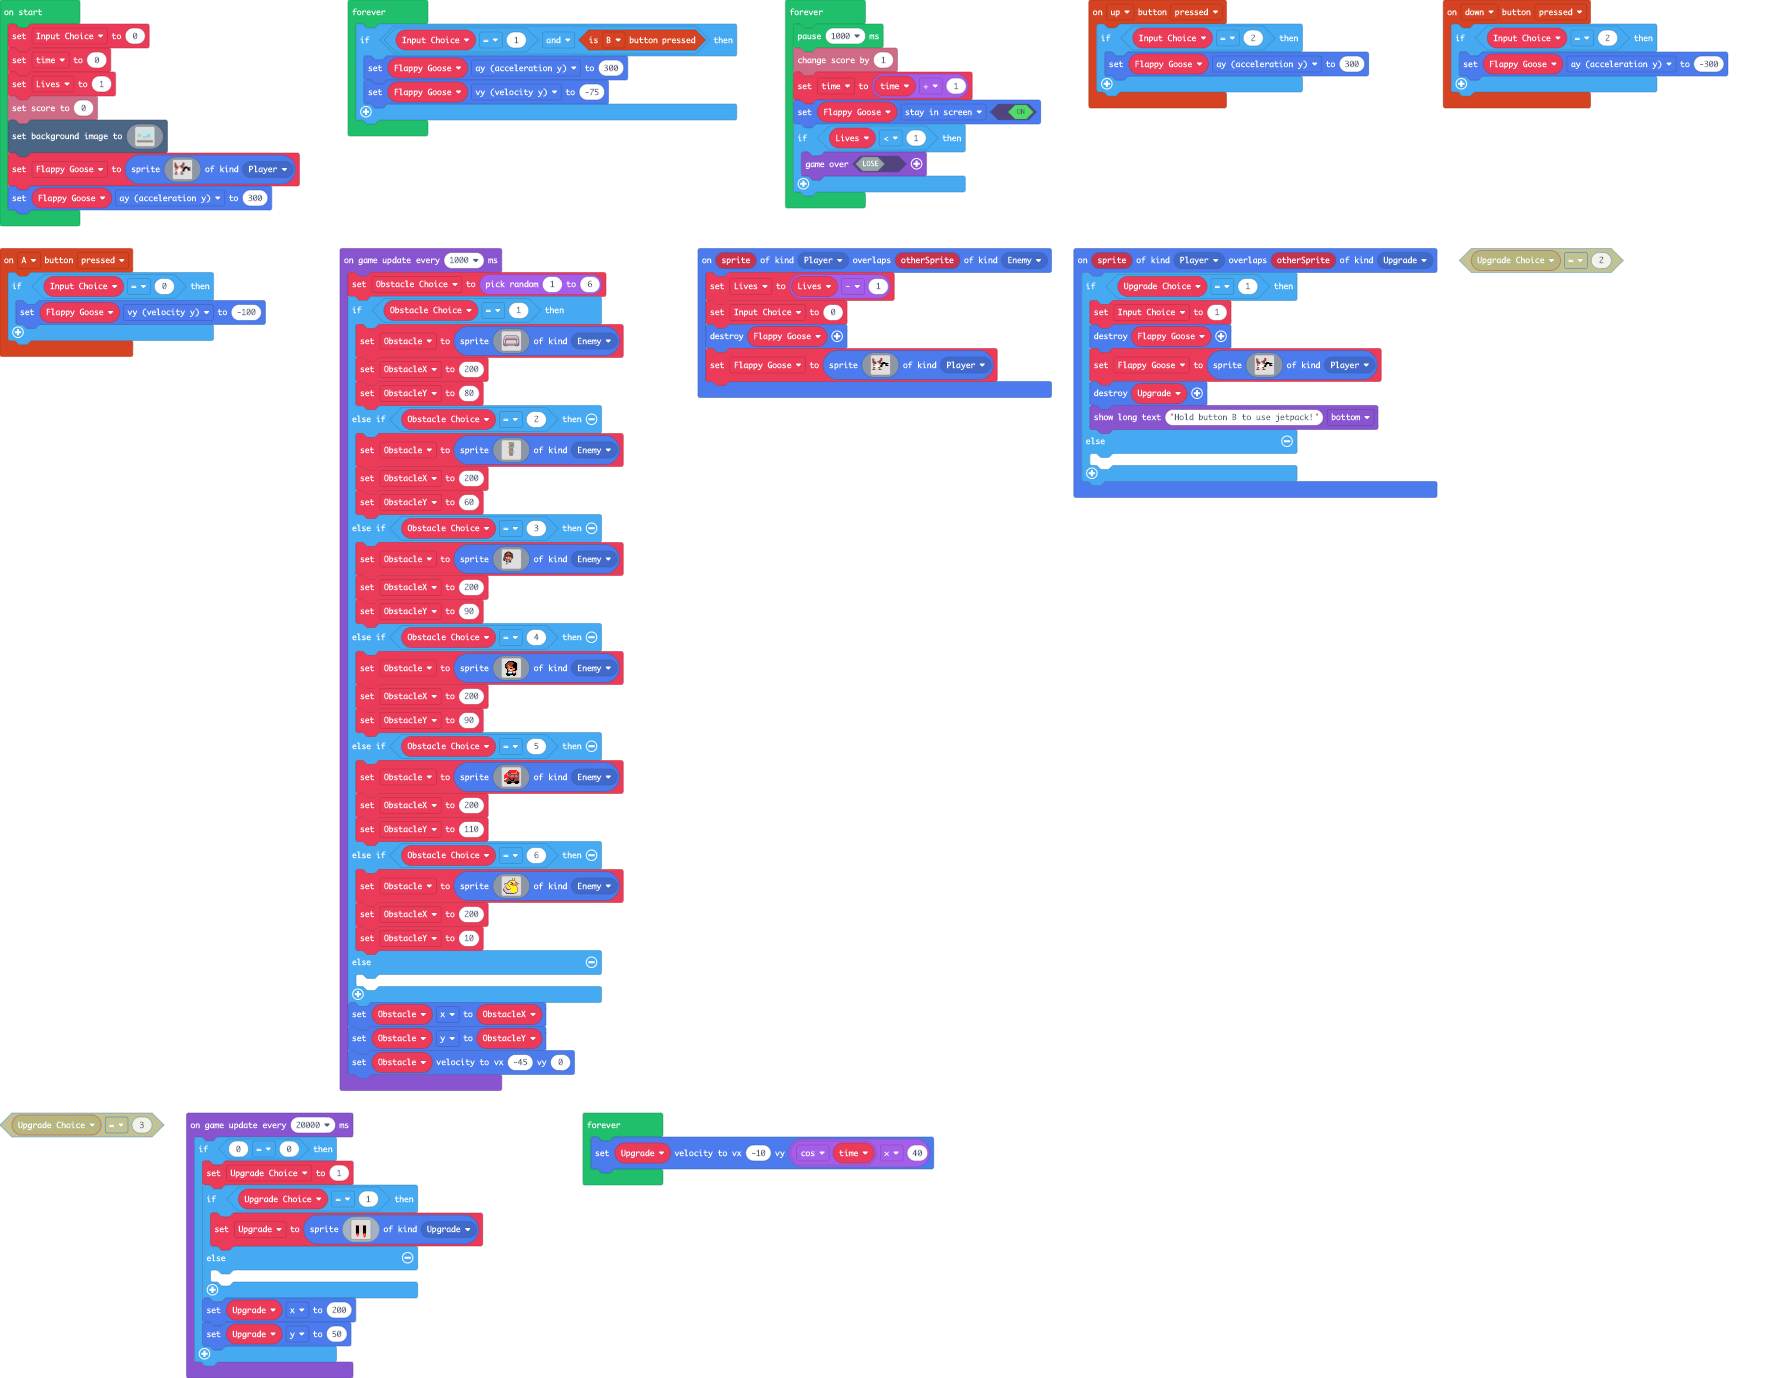 on start
set Input Choice to 0
set time to 0
set Lives to 1
set score to 0
set background image to
set Flappy Goose to sprite of kind Player
set Flappy Goose ay (acceleration y) to 300
forever
if Input Choice = 1 and is B button pressed then
set Flappy Goose ay (acceleration y) to 300
set Flappy Goose vy (velocity y) to -75
forever
pause 1000 ms
change score by 1
set time to time + 1
set Flappy Goose stay in screen ON
if Lives < 1 then
game over LOSE
on up button pressed
if Input Choice = 2 then
set Flappy Goose ay (acceleration y) to 300
on down button pressed
if Input Choice = 2 then
set Flappy Goose ay (acceleration y) to -300
on A button pressed
if Input Choice = 0 then
set Flappy Goose vy (velocity y) to -100
on game update every 1000 ms
set Obstacle Choice to pick random 1 to 6
if Obstacle Choice = 1 then
set Obstacle to sprite of kind Enemy
set ObstacleX to 200
set ObstacleY to 80
else if Obstacle Choice = 2 then
set Obstacle to sprite of kind Enemy
set ObstacleX to 200
set ObstacleY to 60
else if Obstacle Choice = 3 then
set Obstacle to sprite of kind Enemy
set ObstacleX to 200
set ObstacleY to 90
else if Obstacle Choice = 4 then
set Obstacle to sprite of kind Enemy
set ObstacleX to 200
set ObstacleY to 90
else if Obstacle Choice = 5 then
set Obstacle to sprite of kind Enemy
set ObstacleX to 200
set ObstacleY to 110
else if Obstacle Choice = 6 then
set Obstacle to sprite of kind Enemy
set ObstacleX to 200
set ObstacleY to 10
else
set Obstacle x to ObstacleX
set Obstacle y to ObstacleY
set Obstacle velocity to vx -45 vy 0
on sprite of kind Player overlaps otherSprite of kind Enemy
set Lives to Lives - 1
set Input Choice to 0
destroy Flappy Goose
set Flappy Goose to sprite of kind Player
on sprite of kind Player overlaps otherSprite of kind Upgrade
if Upgrade Choice = 1 then
set Input Choice to 1
destroy Flappy Goose
set Flappy Goose to sprite of kind Player
destroy Upgrade
show long text "Hold button B to use jetpack!" bottom
else
Upgrade Choice = 2
Upgrade Choice = 3
on game update every 20000 ms
if 0 = 0 then
set Upgrade Choice to 1
if Upgrade Choice = 1 then
set Upgrade to sprite of kind Upgrade
else
set Upgrade x to 200
set Upgrade y to 50
forever
set Upgrade velocity to vx -10 vy cos time × 40